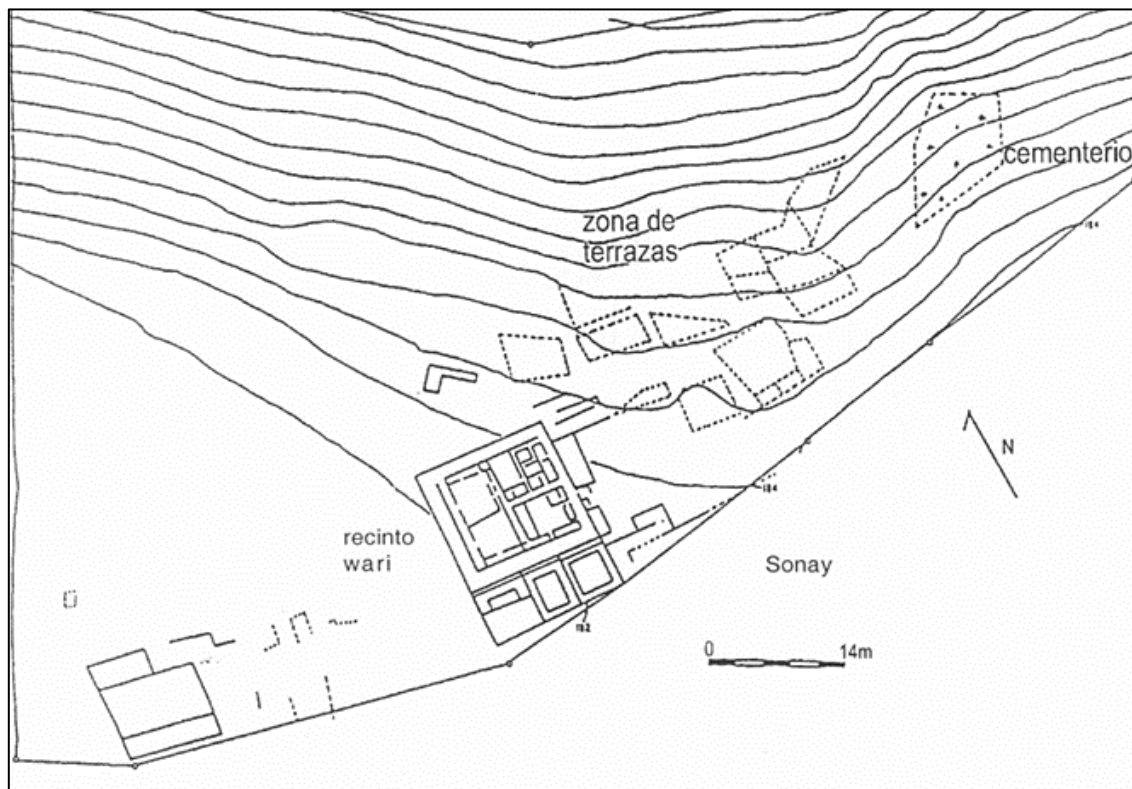 cementerio
zona de
terrazas
N
recinto
wari
Sonay
0 14m